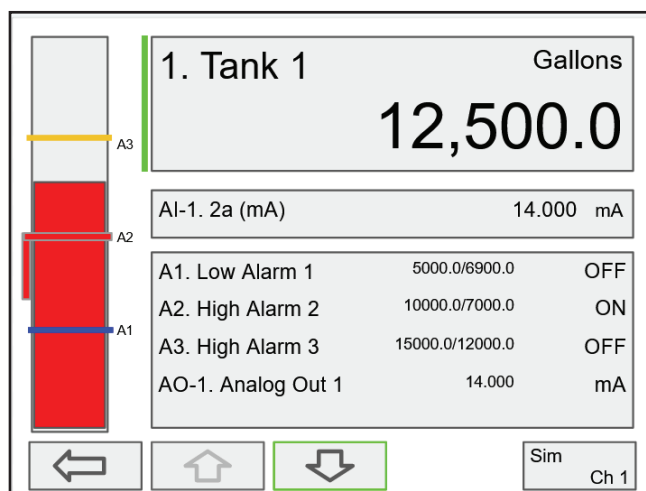 1. Tank 1 Gallons
12,500.0
A3
AI-1. 2a (mA) 14.000 mA
A2
A1. Low Alarm 1 5000.0/6900.0 OFF
A2. High Alarm 2 10000.0/7000.0 ON
A1
A3. High Alarm 3 15000.0/12000.0 OFF
AO-1. Analog Out 1 14.000 mA
Sim
Ch 1